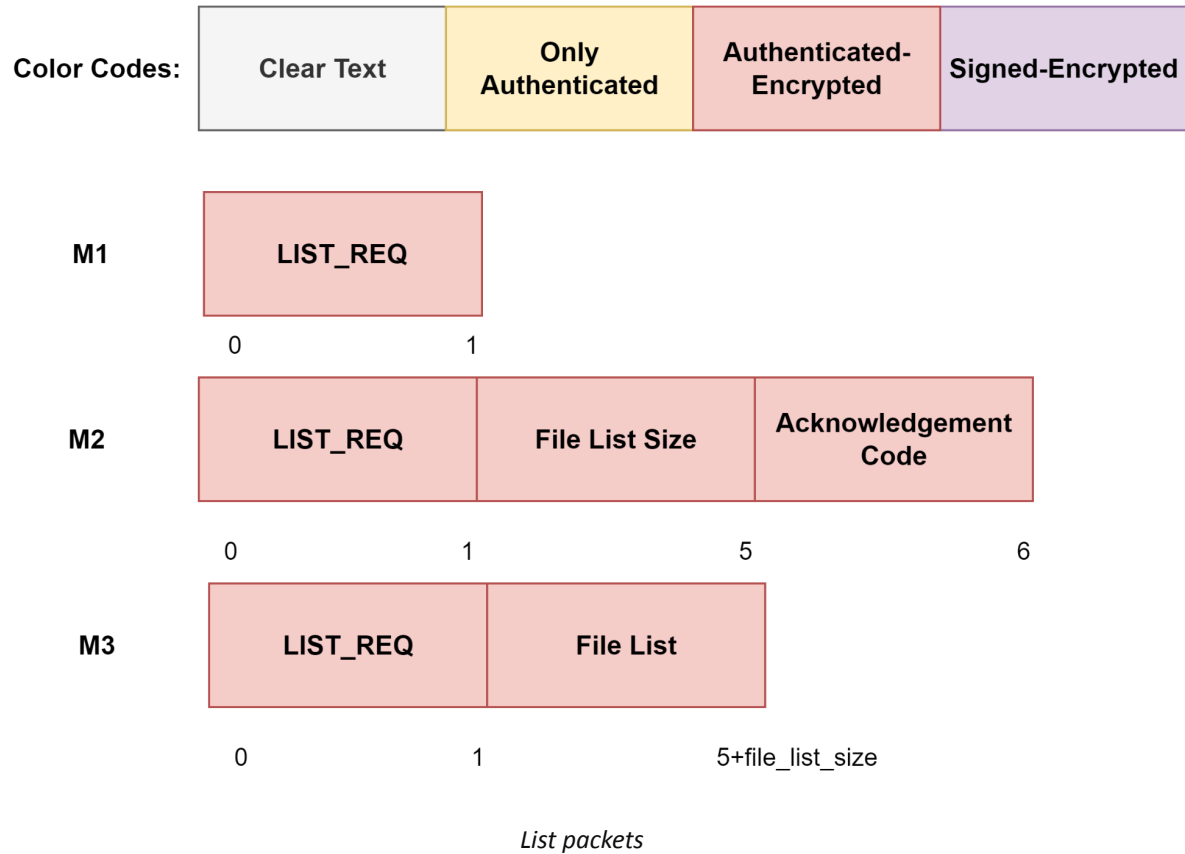 Color Codes:
Clear Text
Only
Authenticated
Authenticated-
Encrypted
Signed-Encrypted
M1
LIST_REQ
0
1
M2
LIST_REQ
File List Size
Acknowledgement
Code
0
1
5
6
M3
LIST_REQ
File List
0
1
5+file_list_size
List packets